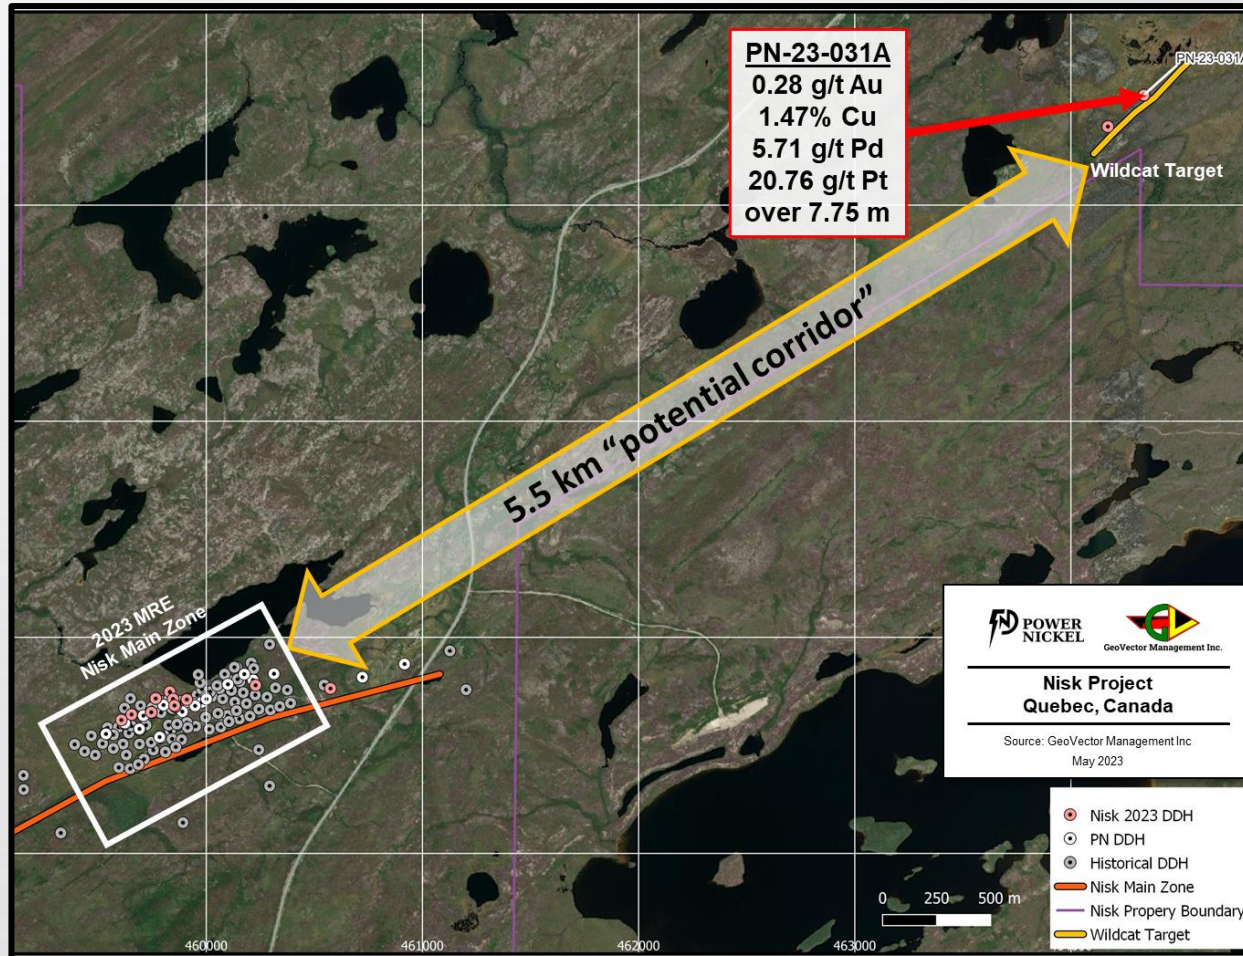 PN-23-031A
0.28 g/t Au
1.47% Cu
5.71 g/t Pd
20.76 g/t Pt
over 7.75 m
PN-23-031A
Wildcat Target
5.5 km “potential corridor”
2023 MRE
Nisk Main Zone
POWER
NICKEL
GeoVector Management Inc.
Nisk Project
Quebec, Canada
Source: GeoVector Management Inc
May 2023
Nisk 2023 DDH
PN DDH
Historical DDH
Nisk Main Zone
Nisk Propery Boundary
Wildcat Target
0 250 500 m
460000 461000 462000 463000